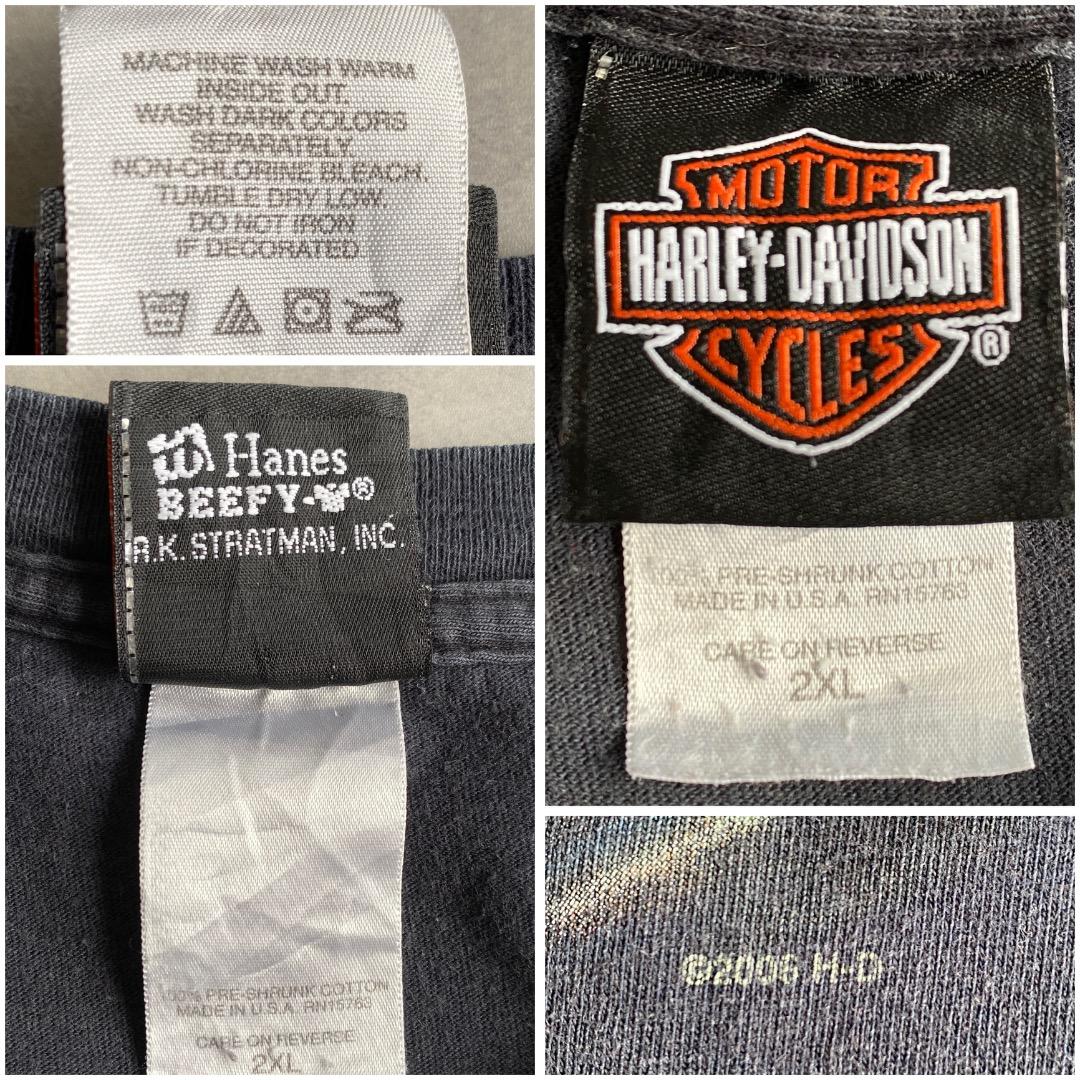 MACHINE WASH WARM
INSIDE OUT.
WASH DARK COLORS
SEPARATELY
NON-CHLORINE BLEACH.
TUMBLE DRY LOW.
DO NOT IRON
IF DECORATED
MOTOR
HARLEY-DAVIDSON
CYCLES
®
100% PRE-SHRUNK COTTON
MADE IN U.S.A. RN15763
CARE ON REVERSE
2XL
Hanes
BEEFY-®
R.K. STRATMAN, INC.
100% PRE-SHRUNK COTTON
MADE IN U.S.A. RN15763
CARE ON REVERSE
2XL
©2006 H-D